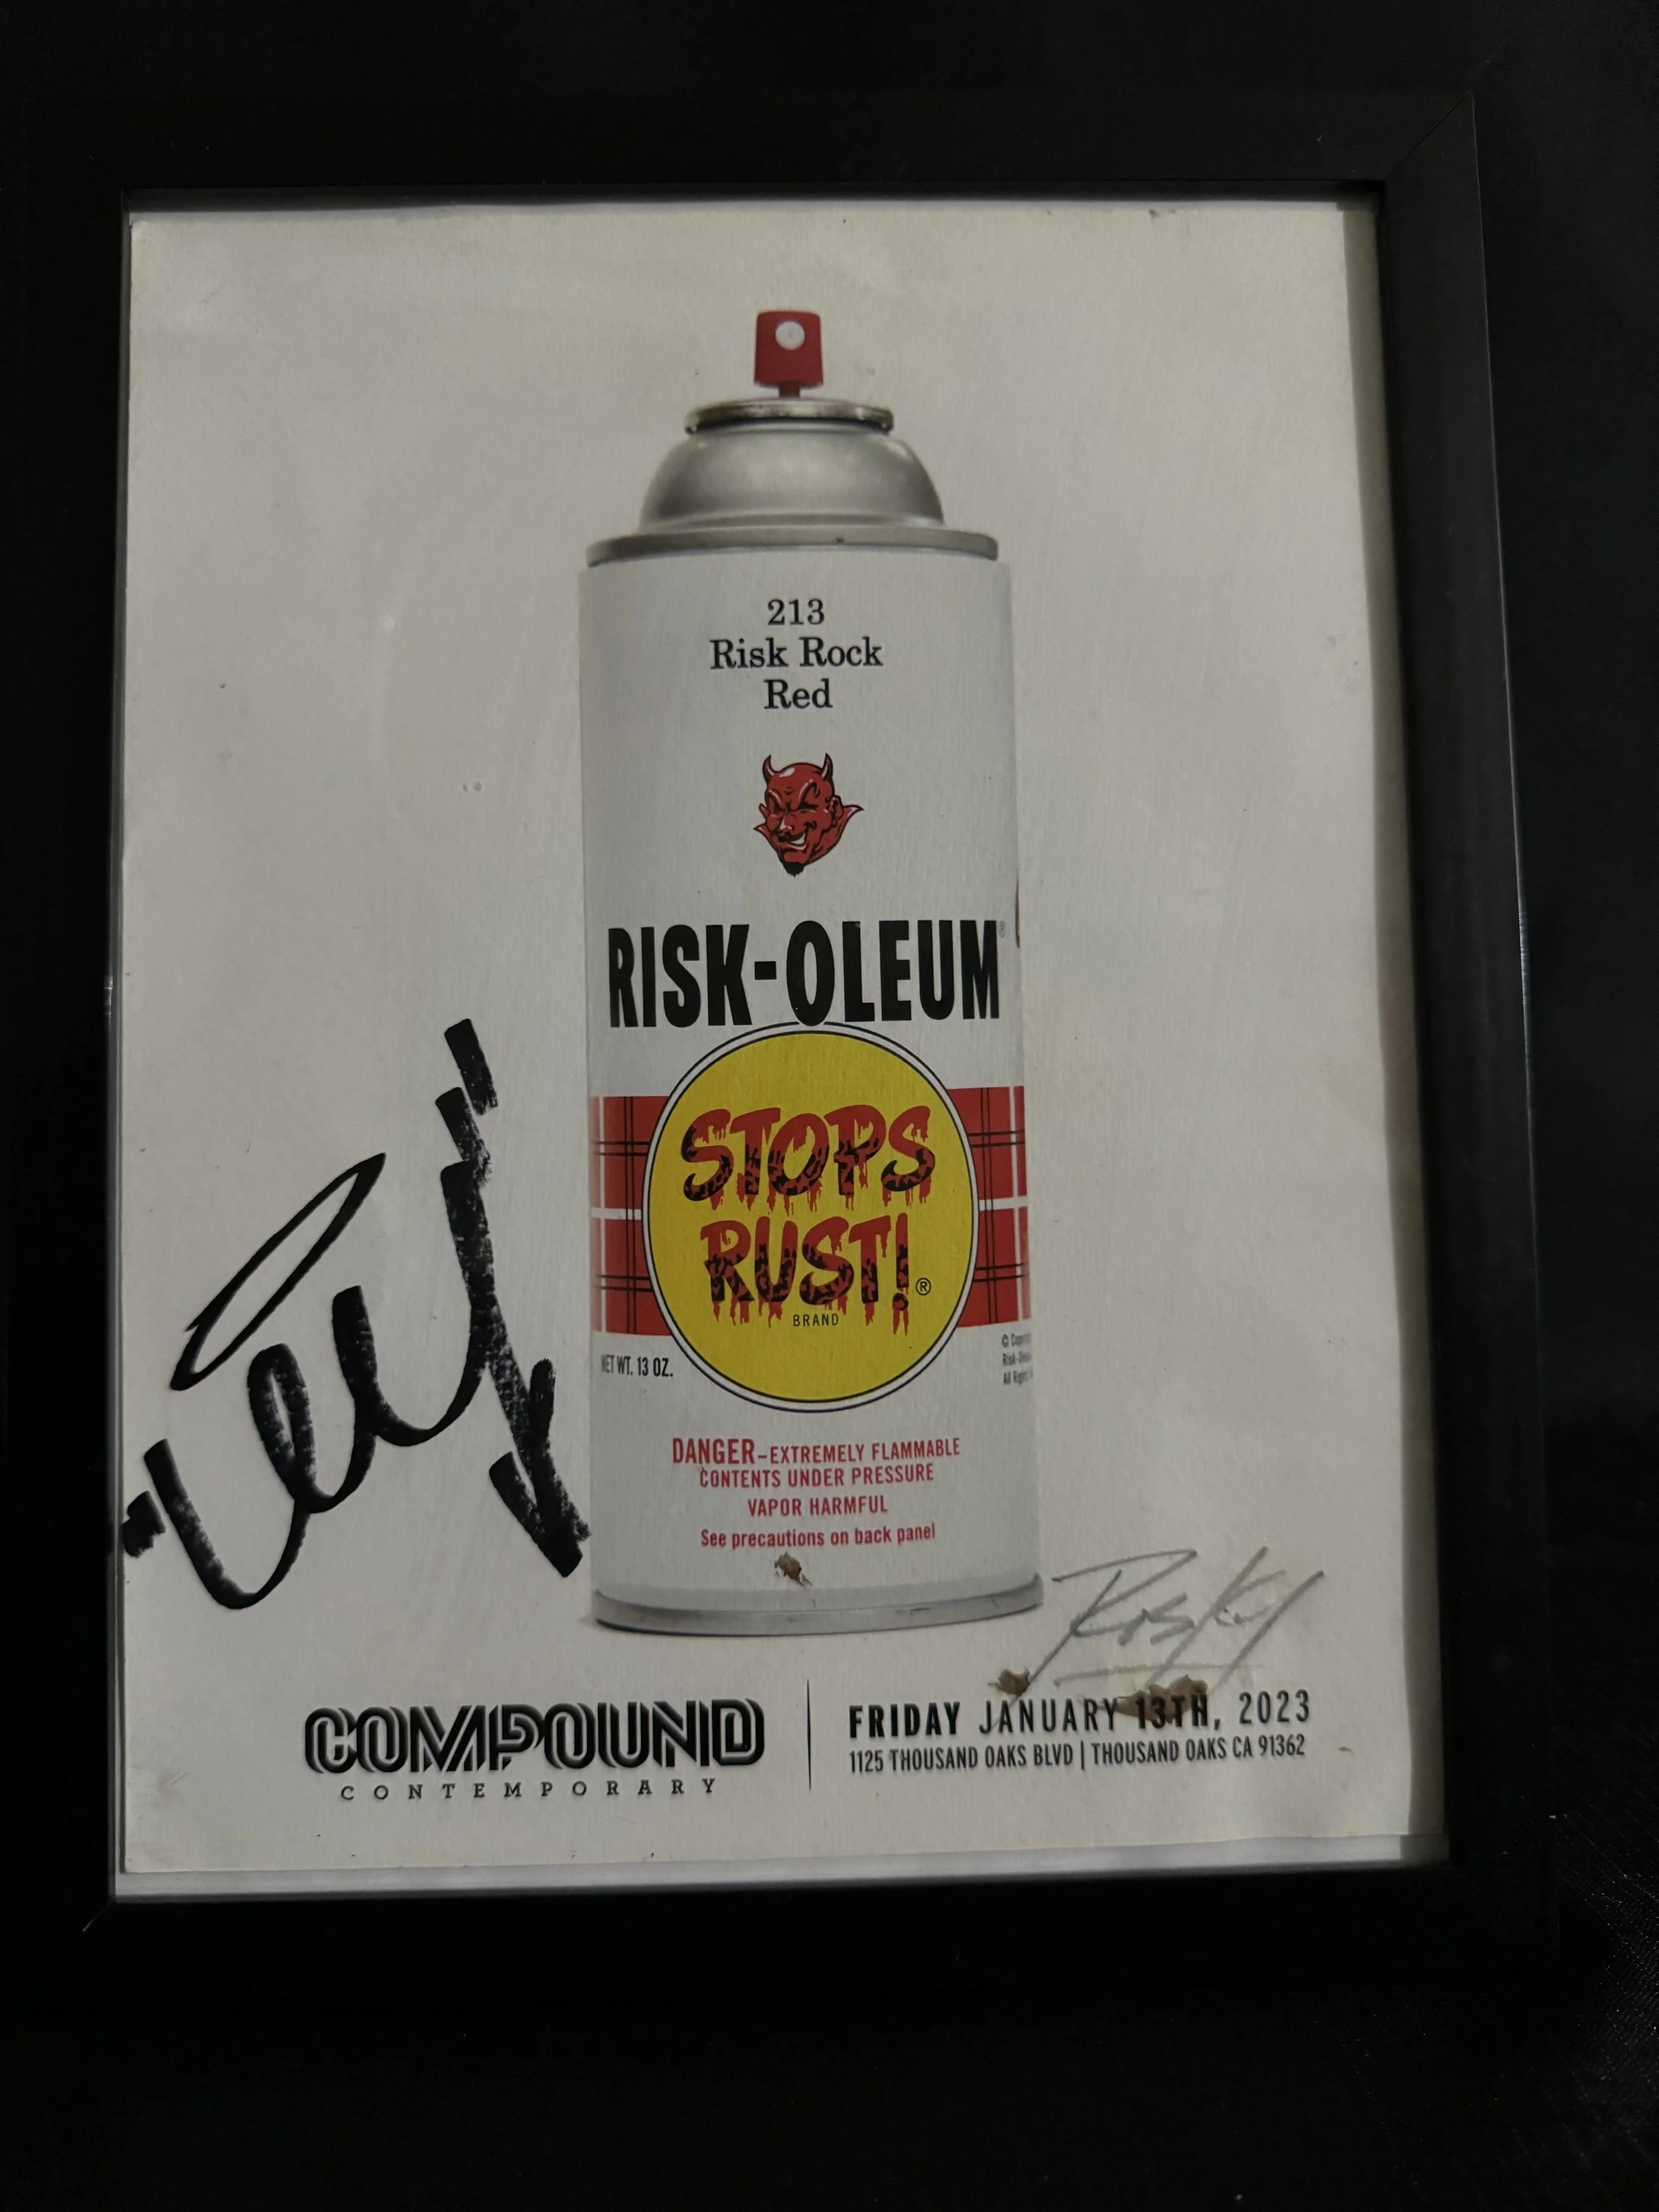 213
Risk Rock
Red
RISK-OLEUM®
STOPS
RUST!®
BRAND
NET WT. 13 OZ.
DANGER-EXTREMELY FLAMMABLE
CONTENTS UNDER PRESSURE
VAPOR HARMFUL
See precautions on back panel
Risky
COMPOUND
CONTEMPORARY
FRIDAY JANUARY 13TH, 2023
1125 THOUSAND OAKS BLVD | THOUSAND OAKS CA 91362